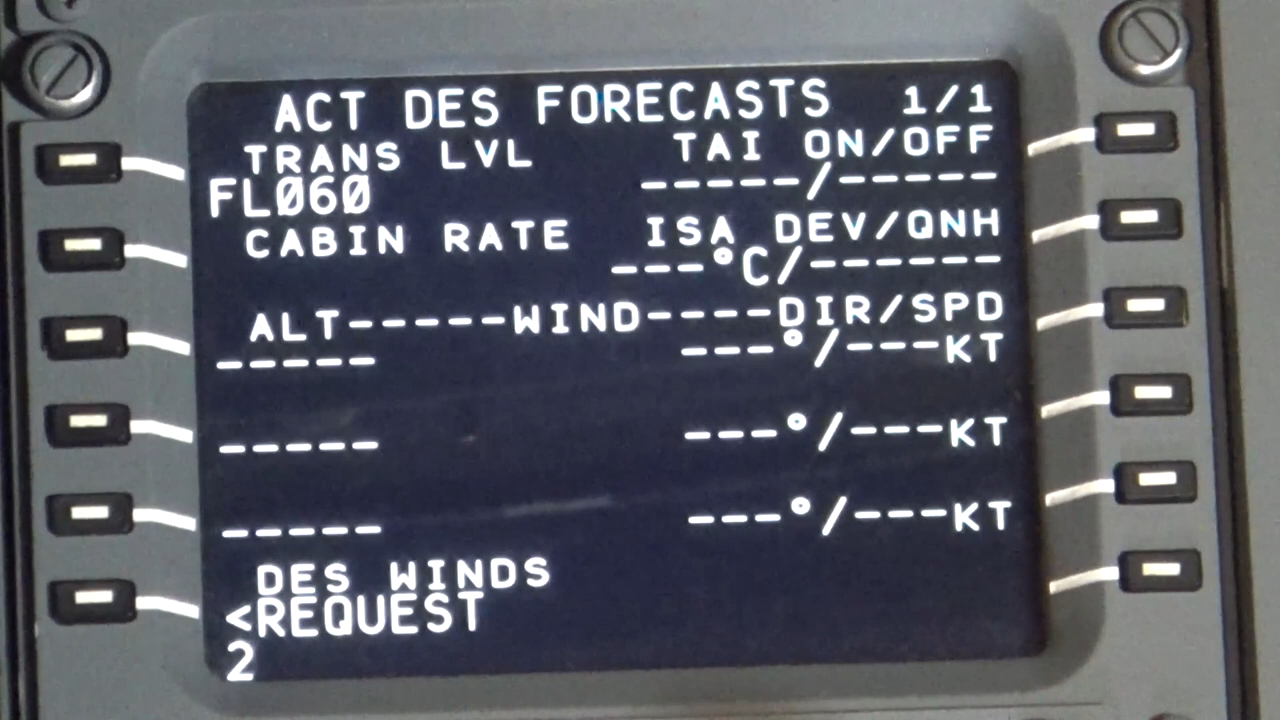 ACT DES FORECASTS 1/1
TRANS LVL TAI ON/OFF
FL060 -----/-----
CABIN RATE ISA DEV/QNH
---°C/------
ALT-----WIND----DIR/SPD
----- ---°/---KT
----- ---°/---KT
----- ---°/---KT
DES WINDS
<REQUEST
2